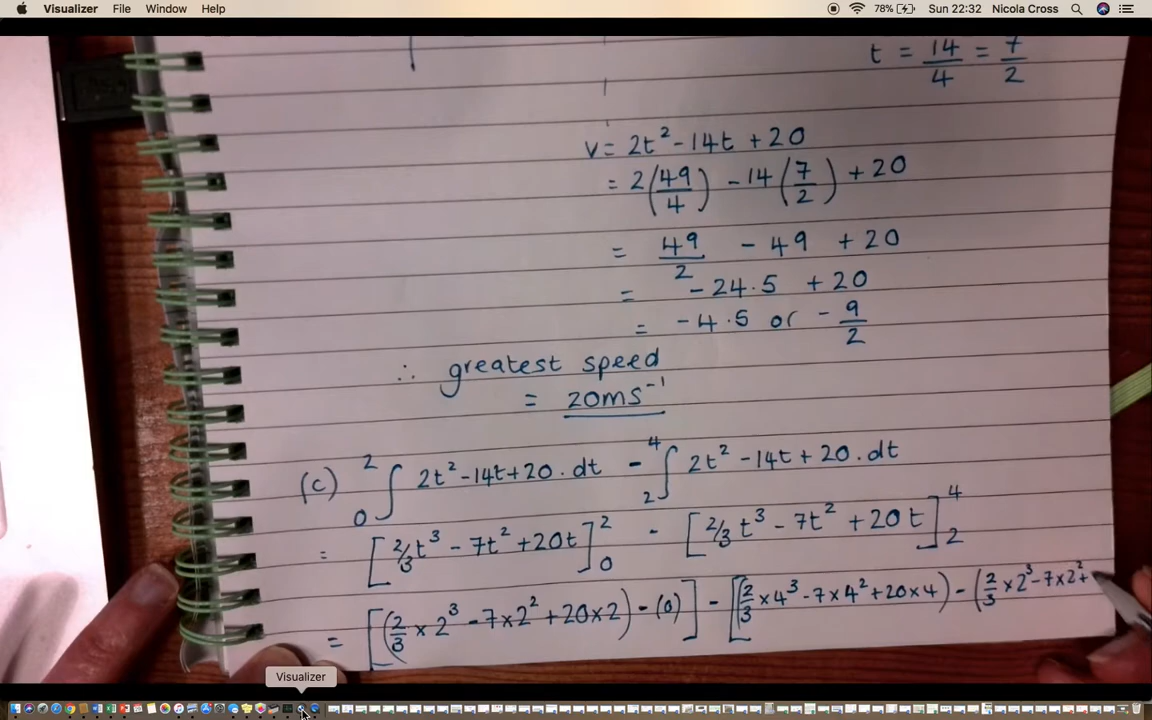 Visualizer File Window Help 78% Sun 22:32 Nicola Cross
t = 14/4 = 7/2
v = 2t² - 14t + 20
= 2(49/4) - 14(7/2) + 20
= 49/2 - 49 + 20
= -24.5 + 20
= -4.5 or -9/2
∴ greatest speed
= 20ms⁻¹
(c) ₀∫² 2t² - 14t + 20 . dt - ₂∫⁴ 2t² - 14t + 20 . dt
= [2/3t³ - 7t² + 20t]₀² - [2/3t³ - 7t² + 20t]₂⁴
= [(2/3 × 2³ - 7×2² + 20×2) - (0)] - [(2/3 × 4³ - 7×4² + 20×4) - (2/3 × 2³ - 7×2² +
Visualizer